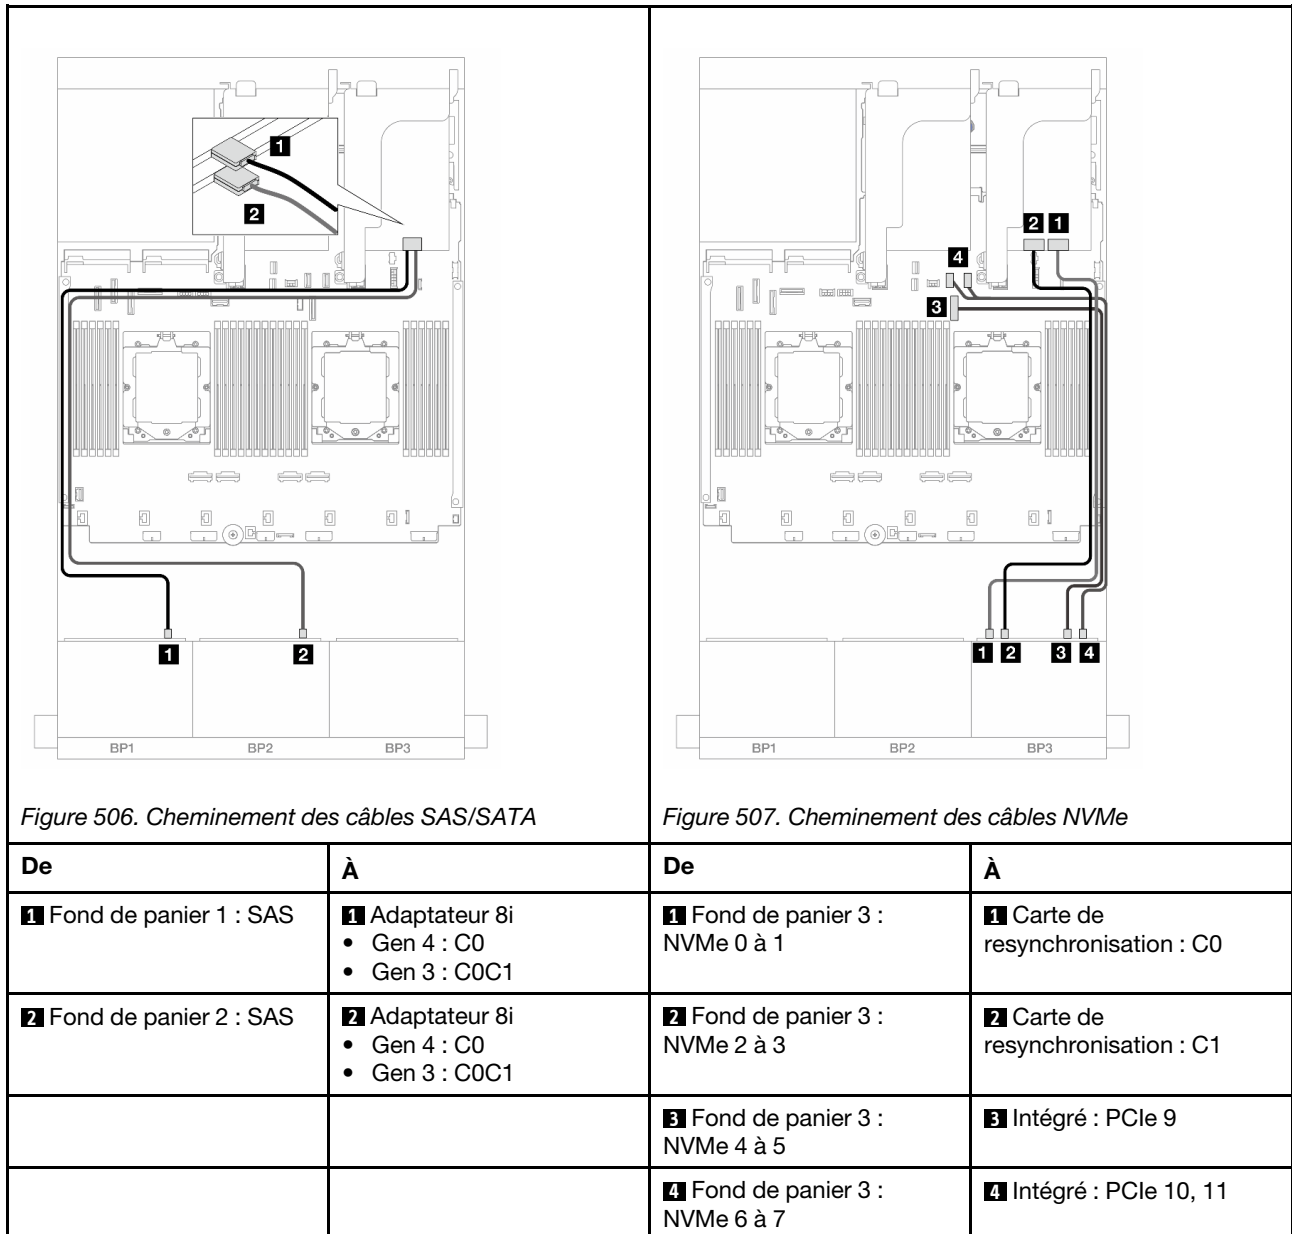 1
2
1
2
BP1
BP2
BP3
Figure 506. Cheminement des câbles SAS/SATA
2 1
4
3
1 2 3 4
BP1
BP2
BP3
Figure 507. Cheminement des câbles NVMe
De
À
De
À
1 Fond de panier 1 : SAS
1 Adaptateur 8i
• Gen 4 : C0
• Gen 3 : C0C1
1 Fond de panier 3 :
NVMe 0 à 1
1 Carte de
resynchronisation : C0
2 Fond de panier 2 : SAS
2 Adaptateur 8i
• Gen 4 : C0
• Gen 3 : C0C1
2 Fond de panier 3 :
NVMe 2 à 3
2 Carte de
resynchronisation : C1
3 Fond de panier 3 :
NVMe 4 à 5
3 Intégré : PCIe 9
4 Fond de panier 3 :
NVMe 6 à 7
4 Intégré : PCIe 10, 11